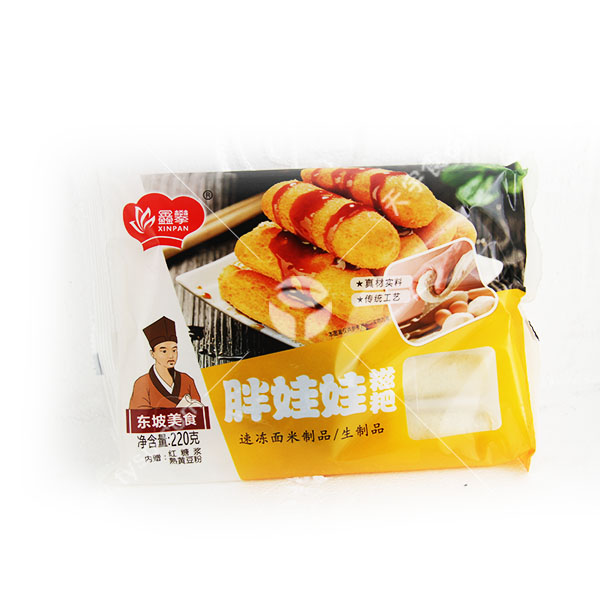 鑫攀
®
XINPAN
★真材实料
★传统工艺
胖娃娃糍粑
速冻面米制品/生制品
东坡美食
净含量:220克
内赠: 红糖浆
熟黄豆粉